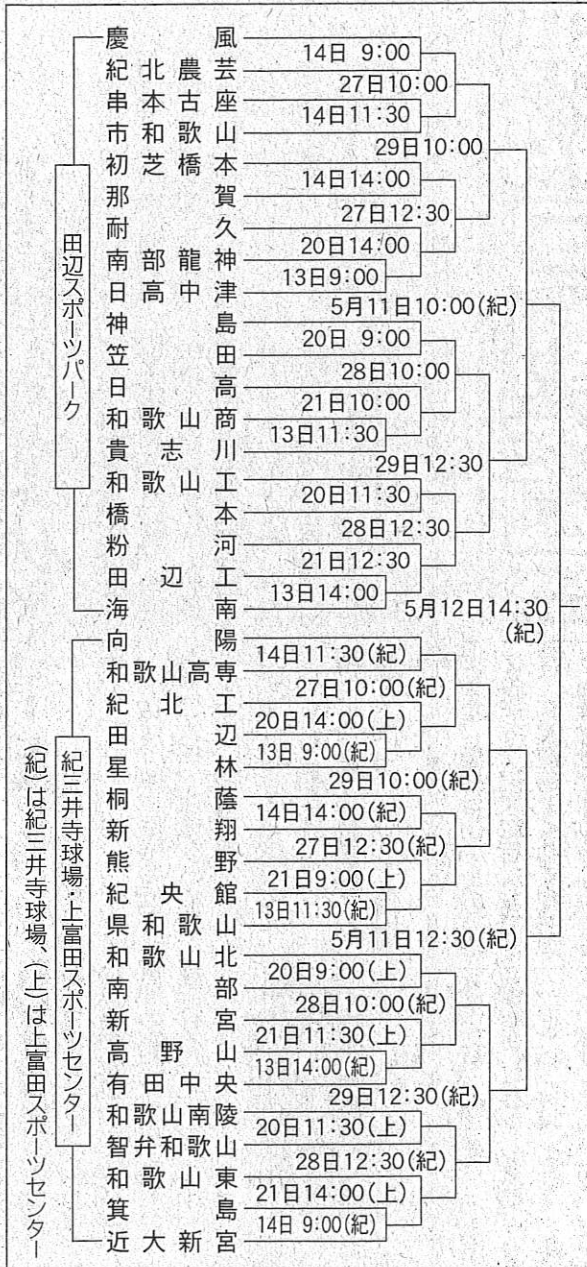 慶風
14日 9:00
紀北農芸
27日10:00
串本古座
14日11:30
市和歌山
29日10:00
初芝橋本
14日14:00
那賀
27日12:30
耐久
20日14:00
南部龍神
13日9:00
日高中津
5月11日10:00(紀)
神島
20日 9:00
笠田
28日10:00
日高
21日10:00
和歌山商
13日11:30
貴志川
29日12:30
和歌山工
20日11:30
橋本
28日12:30
粉河
21日12:30
田辺工
13日14:00
海南
5月12日14:30
(紀)
向陽
14日11:30(紀)
和歌山高専
27日10:00(紀)
紀北工
20日14:00(上)
田辺
13日 9:00(紀)
星林
29日10:00(紀)
桐蔭
14日14:00(紀)
新翔
27日12:30(紀)
熊野
21日9:00(上)
紀央館
13日11:30(紀)
県和歌山
5月11日12:30(紀)
和歌山北
20日9:00(上)
南部
28日10:00(紀)
新宮
21日11:30(上)
高野山
13日14:00(紀)
有田中央
29日12:30(紀)
和歌山南陵
20日11:30(上)
智弁和歌山
28日12:30(紀)
和歌山東
21日14:00(上)
箕島
14日 9:00(紀)
近大新宮
田辺スポーツパーク
紀三井寺球場・上富田スポーツセンター
(紀)は紀三井寺球場、(上)は上富田スポーツセンター